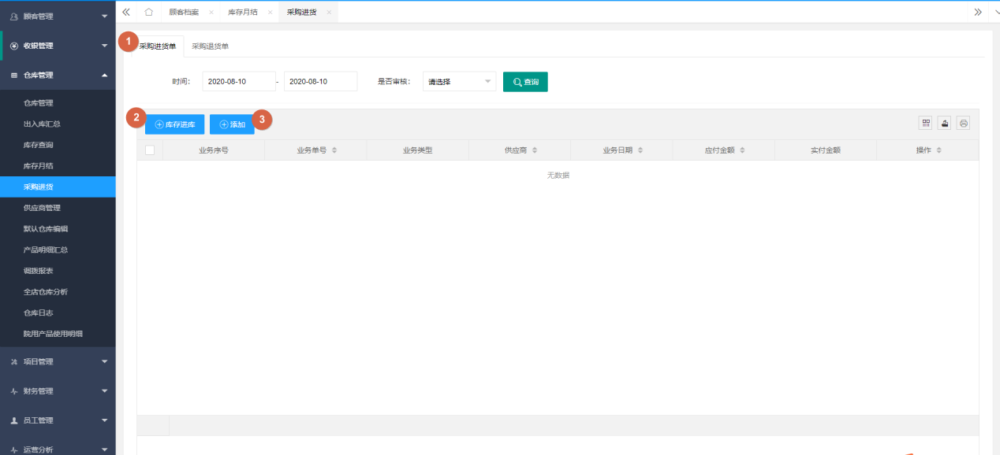 顾客管理
收银管理
仓库管理
仓库管理
出入库汇总
库存查询
库存月结
采购进货
供应商管理
默认仓库编辑
产品明细汇总
调拨报表
全店仓库分析
仓库日志
院用产品使用明细
项目管理
财务管理
员工管理
运营分析
顾客档案 × 库存月结 × 采购进货 ×
1 采购进货单 采购退货单
时间: 2020-08-10 - 2020-08-10 是否审核: 请选择 查询
2 库存进库 添加 3
业务序号 业务单号 业务类型 供应商 业务日期 应付金额 实付金额 操作
无数据